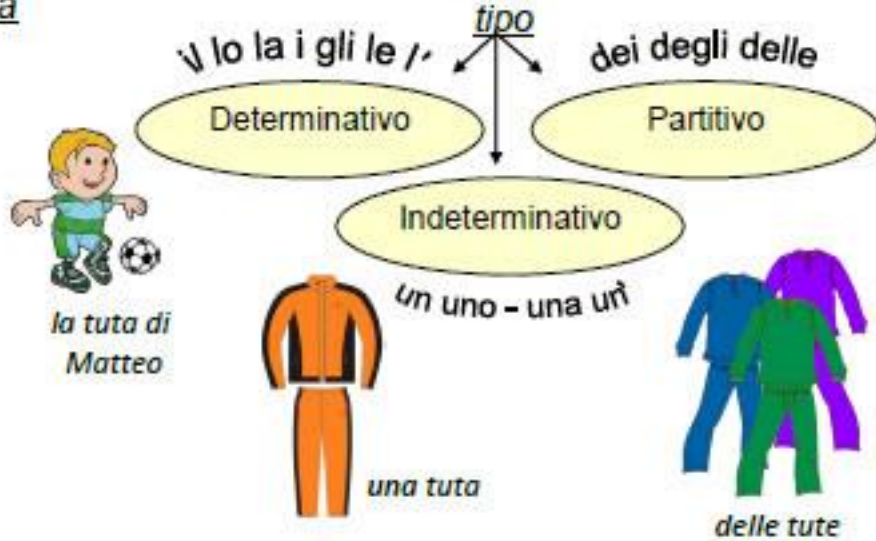 tipo
il lo la i gli le l'
dei degli delle
Determinativo
Partitivo
Indeterminativo
un uno - una un'
la tuta di
Matteo
una tuta
delle tute